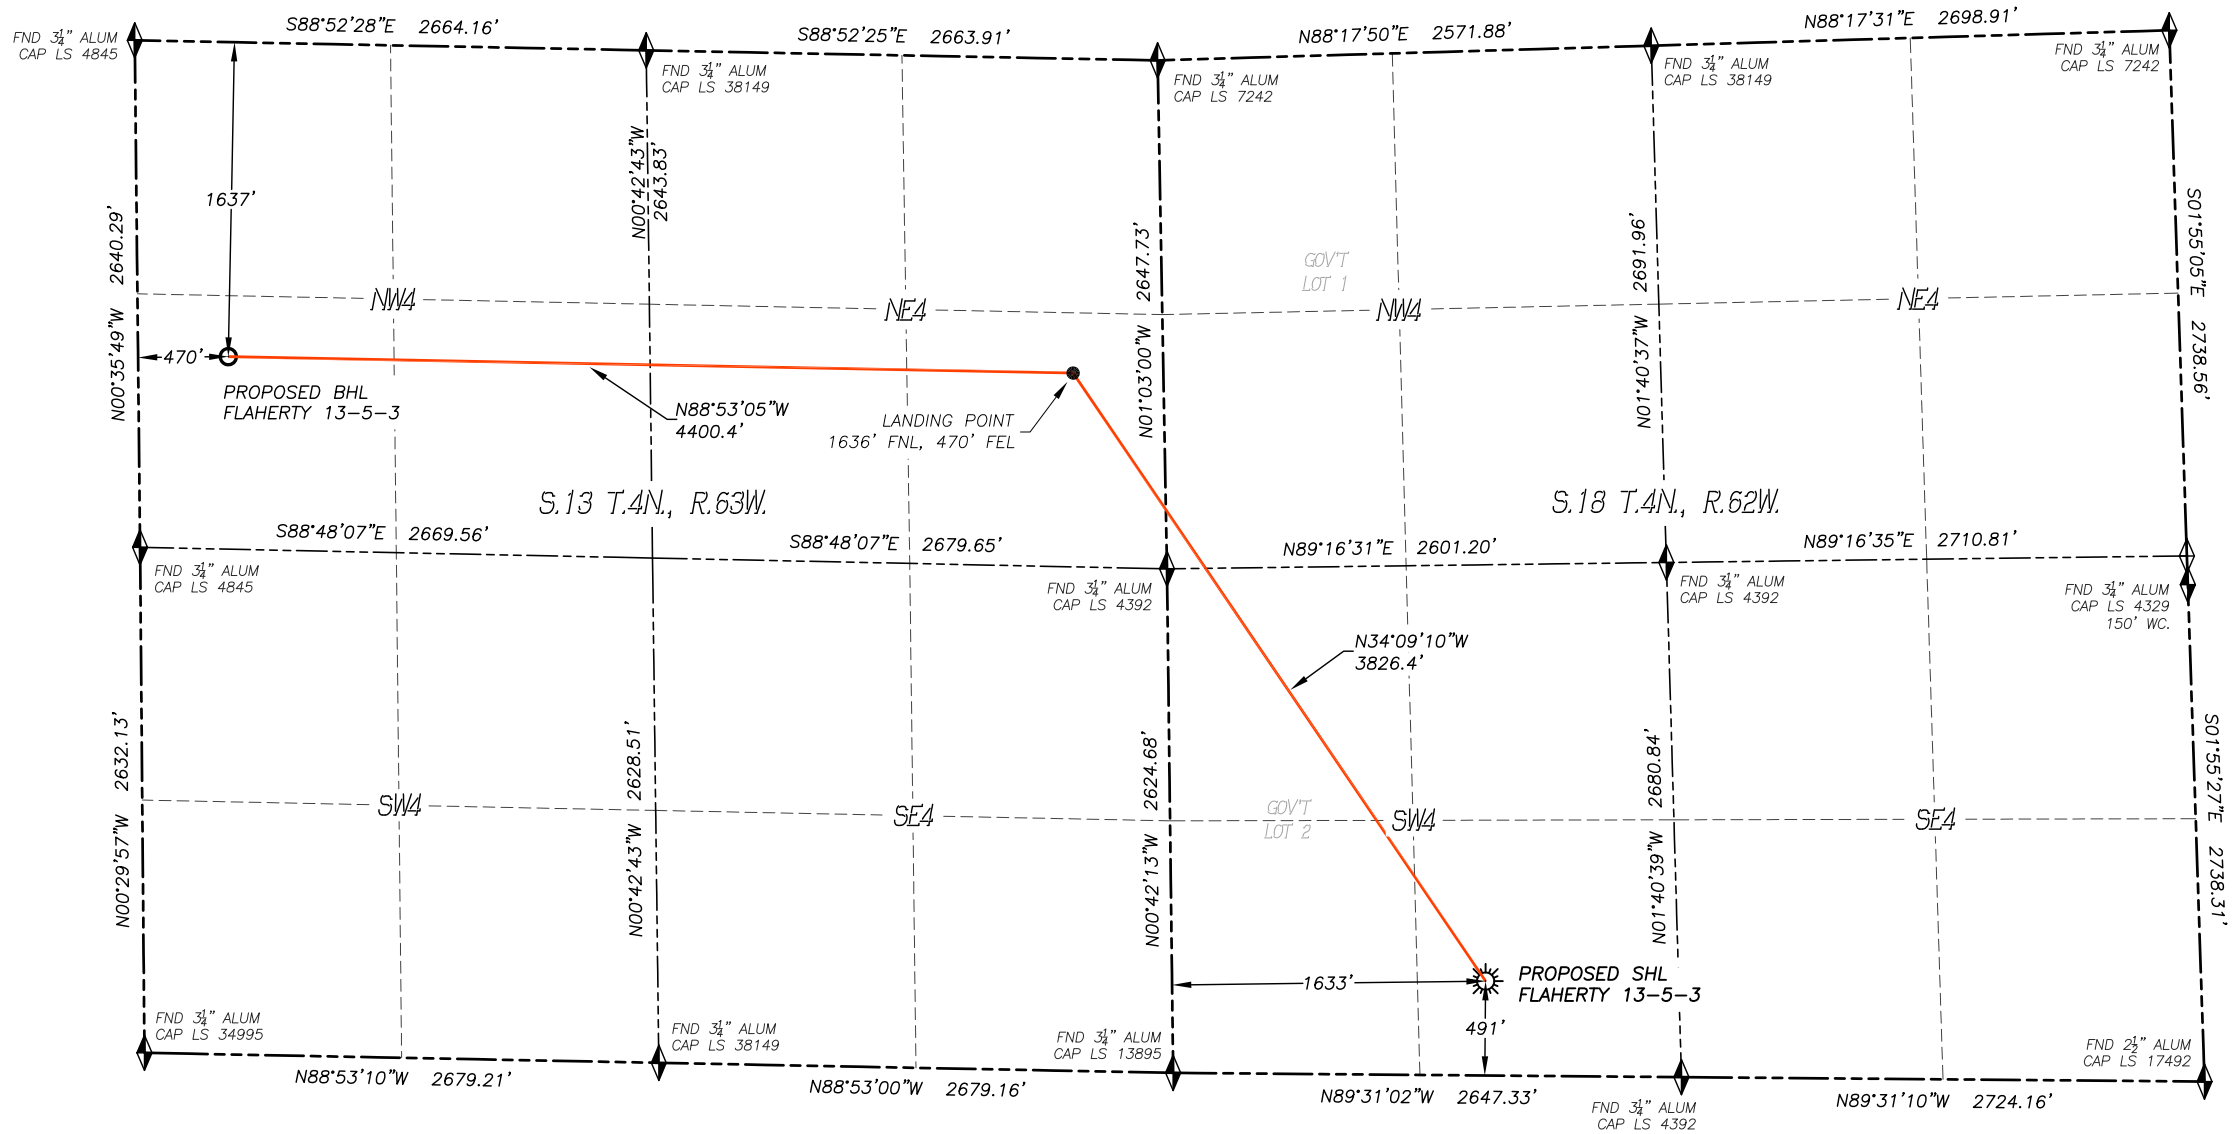 S88°52'28"E 2664.16'
S88°52'25"E 2663.91'
N88°17'50"E 2571.88'
N88°17'31"E 2698.91'
FND 3¼" ALUM
CAP LS 4845
FND 3¼" ALUM
CAP LS 38149
FND 3¼" ALUM
CAP LS 7242
FND 3¼" ALUM
CAP LS 38149
FND 3¼" ALUM
CAP LS 7242
1637'
N00°35'49"W 2640.29'
N00°42'43"W
2643.83'
N01°03'00"W 2647.73'
N01°40'37"W 2691.96'
S01°55'05"E 2738.56'
GOV'T
LOT 1
NW4
NE4
NW4
NE4
470'
PROPOSED BHL
FLAHERTY 13-5-3
N88°53'05"W
4400.4'
LANDING POINT
1636' FNL, 470' FEL
S.13 T.4N., R.63W.
S.18 T.4N., R.62W.
S88°48'07"E 2669.56'
S88°48'07"E 2679.65'
N89°16'31"E 2601.20'
N89°16'35"E 2710.81'
FND 3¼" ALUM
CAP LS 4845
FND 3¼" ALUM
CAP LS 4392
FND 3¼" ALUM
CAP LS 4392
FND 3¼" ALUM
CAP LS 4329
150' WC.
N34°09'10"W
3826.4'
N00°29'57"W 2632.13'
N00°42'43"W 2628.51'
N00°42'13"W 2624.68'
N01°40'39"W 2680.84'
S01°55'27"E 2738.31'
GOV'T
LOT 2
SW4
SE4
SW4
SE4
1633'
PROPOSED SHL
FLAHERTY 13-5-3
491'
FND 3¼" ALUM
CAP LS 34995
FND 3¼" ALUM
CAP LS 38149
FND 3¼" ALUM
CAP LS 13895
FND 2½" ALUM
CAP LS 17492
N88°53'10"W 2679.21'
N88°53'00"W 2679.16'
N89°31'02"W 2647.33'
N89°31'10"W 2724.16'
FND 3¼" ALUM
CAP LS 4392